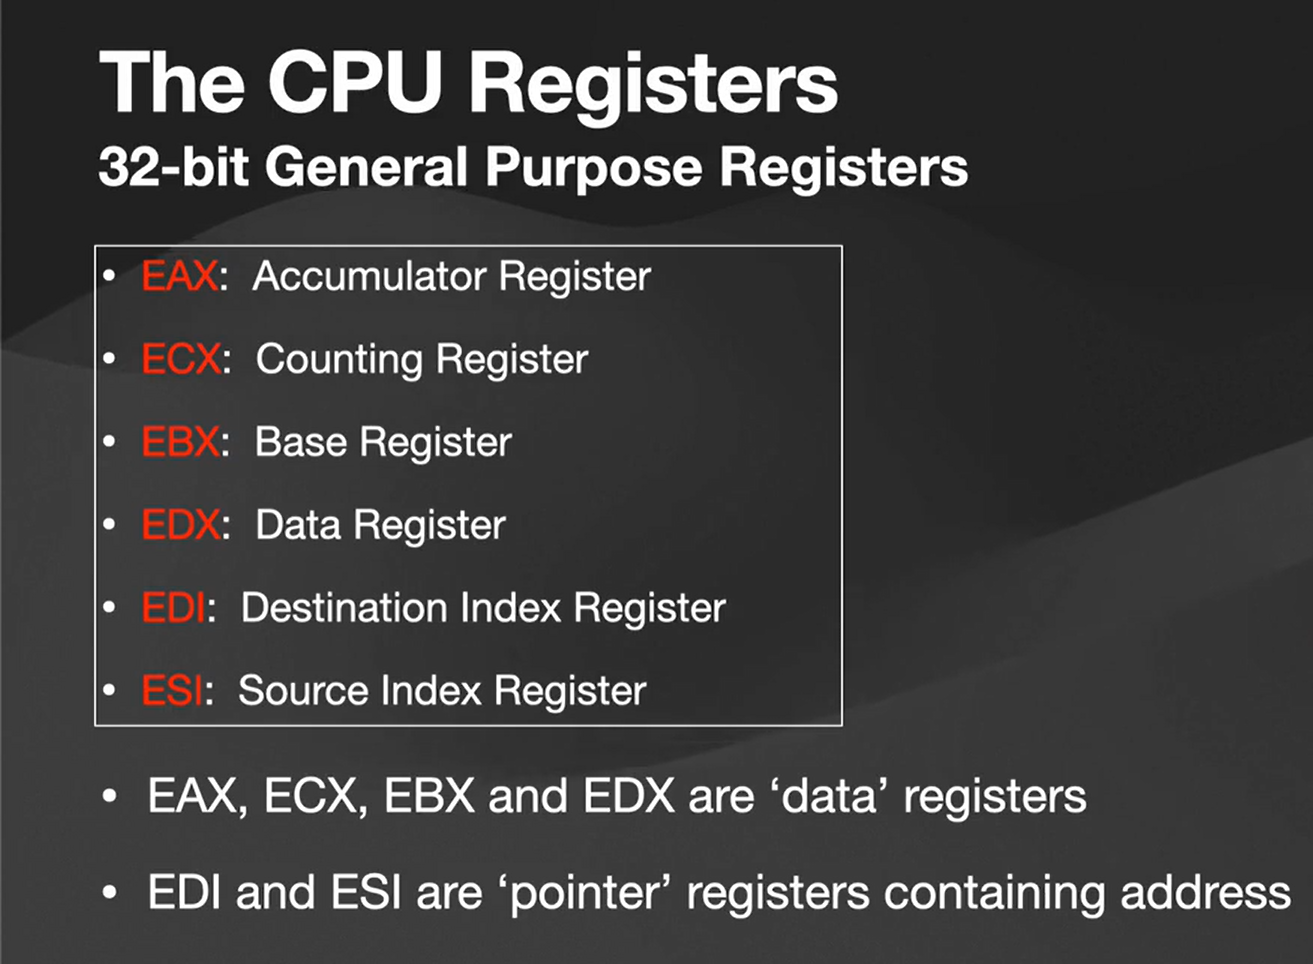 The CPU Registers
32-bit General Purpose Registers
• EAX: Accumulator Register
• ECX: Counting Register
• EBX: Base Register
• EDX: Data Register
• EDI: Destination Index Register
• ESI: Source Index Register
• EAX, ECX, EBX and EDX are ‘data’ registers
• EDI and ESI are ‘pointer’ registers containing address